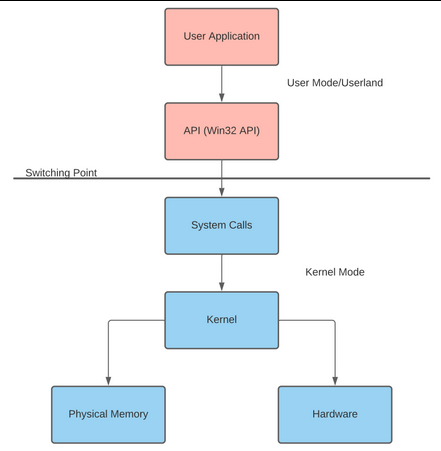 User Application
User Mode/Userland
API (Win32 API)
Switching Point
System Calls
Kernel Mode
Kernel
Physical Memory
Hardware